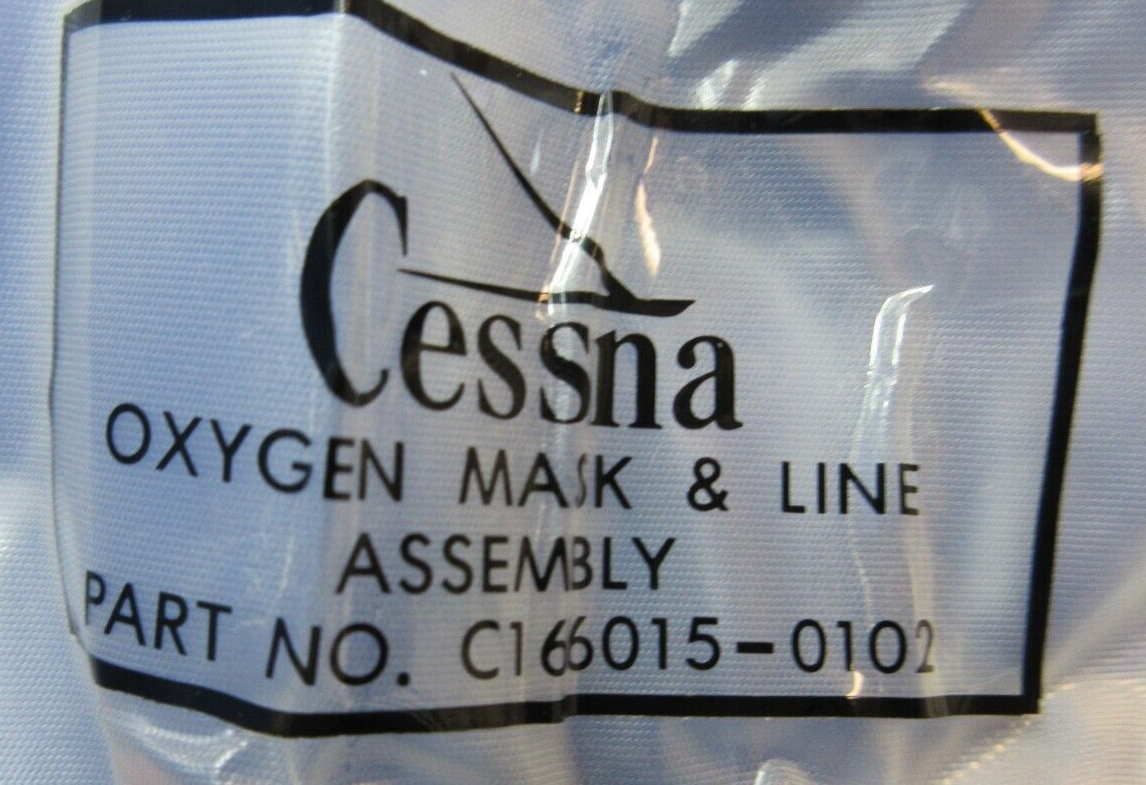 Cessna
OXYGEN MASK & LINE
ASSEMBLY
PART NO. C166015-0102